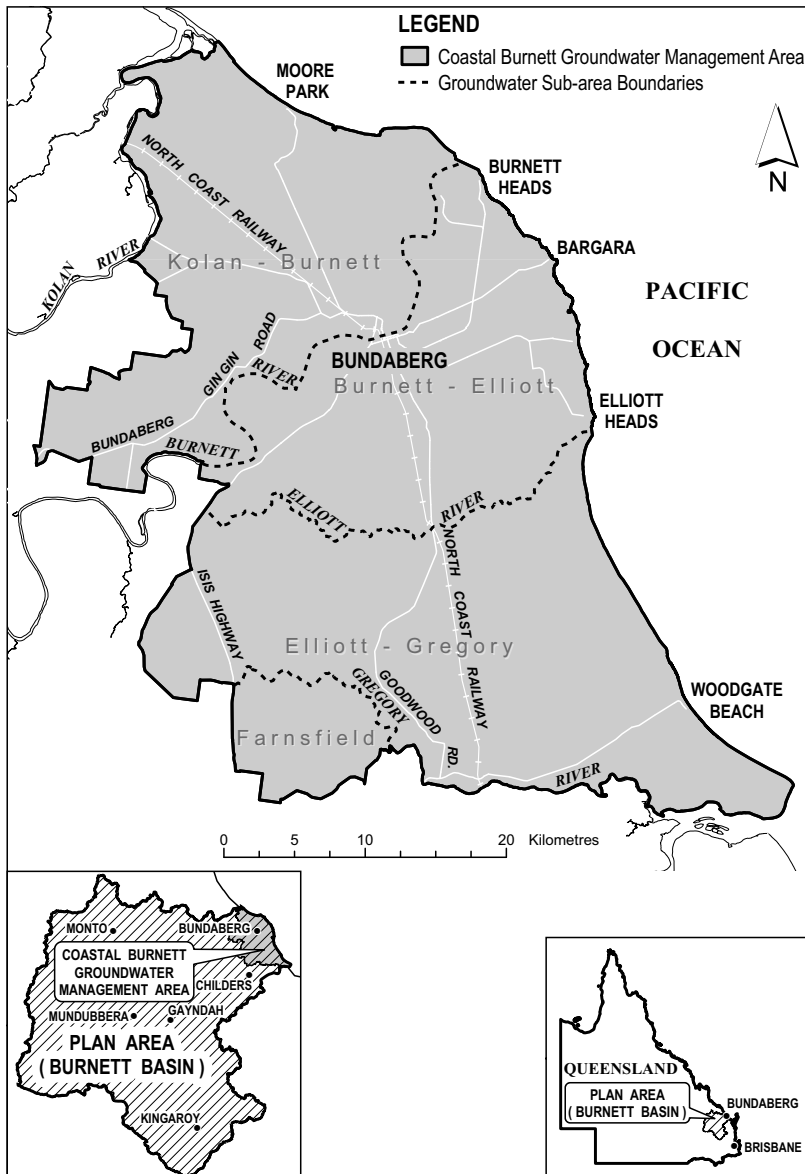 LEGEND
Coastal Burnett Groundwater Management Area
Groundwater Sub-area Boundaries
MOORE
PARK
N
NORTH COAST RAILWAY
BURNETT
HEADS
BARGARA
KOLAN RIVER
Kolan - Burnett
PACIFIC
OCEAN
GIN GIN ROAD
RIVER
BUNDABERG
Burnett - Elliott
ELLIOTT
HEADS
BUNDABERG
BURNETT
ELLIOTT
RIVER
NORTH COAST RAILWAY
ISIS HIGHWAY
Elliott - Gregory
GREGORY
GOODWOOD
RD.
WOODGATE
BEACH
Farnsfield
RIVER
0 5 10 20 Kilometres
MONTO
BUNDABERG
COASTAL BURNETT
GROUNDWATER
MANAGEMENT AREA
CHILDERS
MUNDUBBERA
GAYNDAH
PLAN AREA
( BURNETT BASIN )
KINGAROY
QUEENSLAND
PLAN AREA
( BURNETT BASIN )
BUNDABERG
BRISBANE